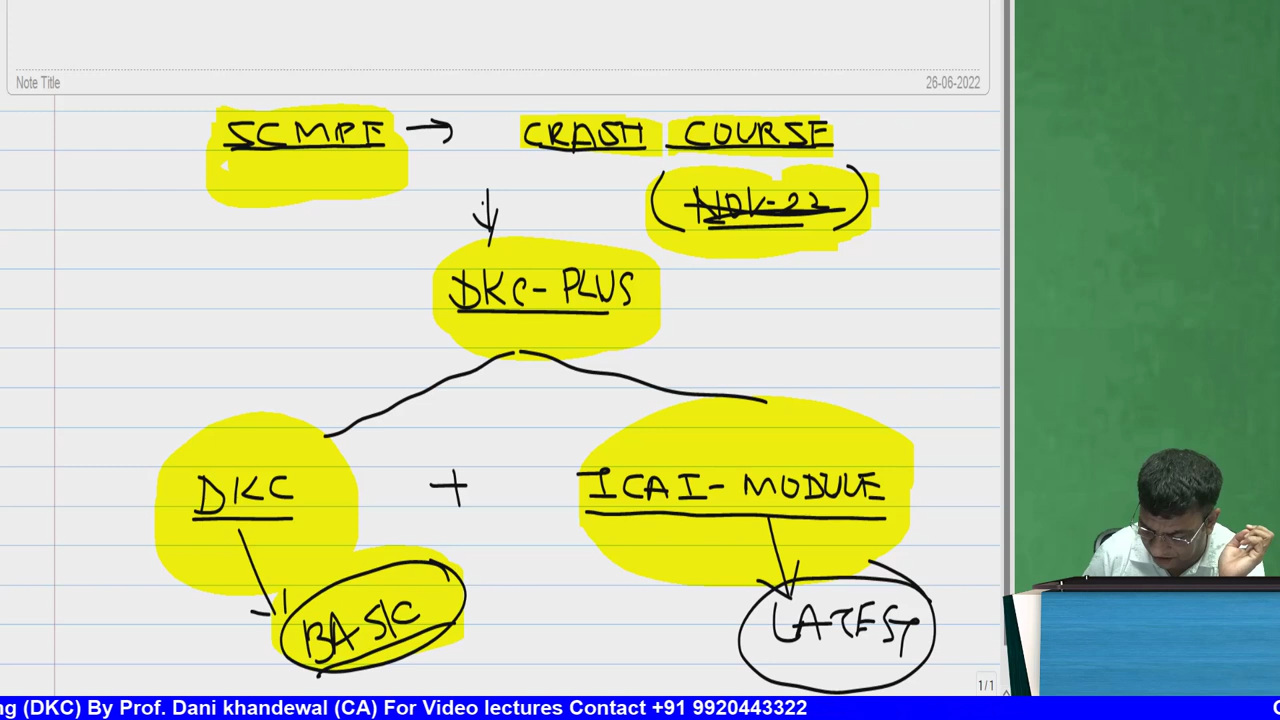 Note Title
26-06-2022
SCMPE → CRASH COURSE
(NOV-22)
DKC-PLUS
DKC + ICAI-MODULE
BASIC
LATEST
1/1
ng (DKC) By Prof. Dani khandewal (CA) For Video lectures Contact +91 9920443322